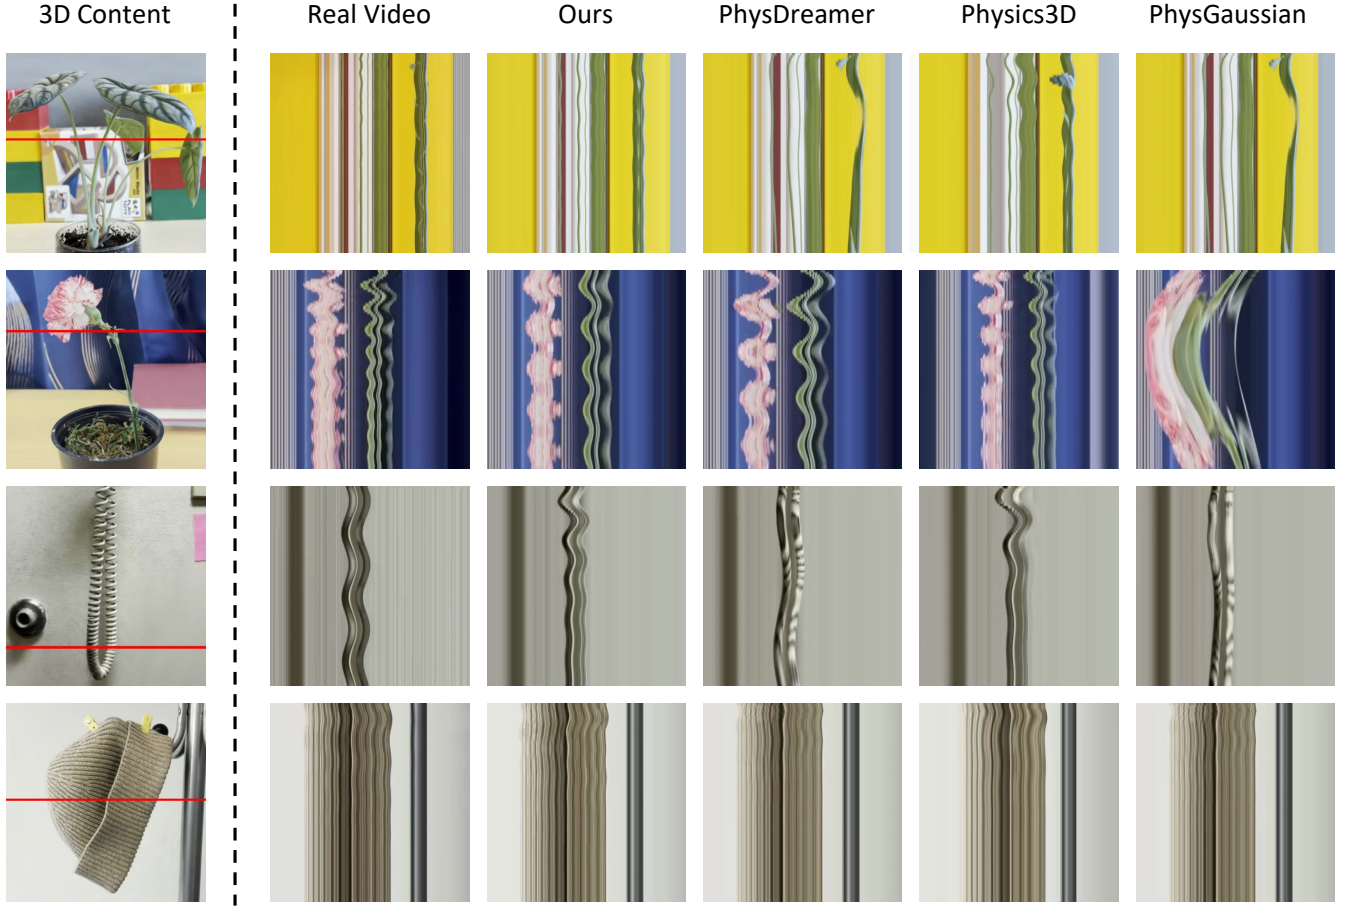 3D Content
Real Video
Ours
PhysDreamer
Physics3D
PhysGaussian